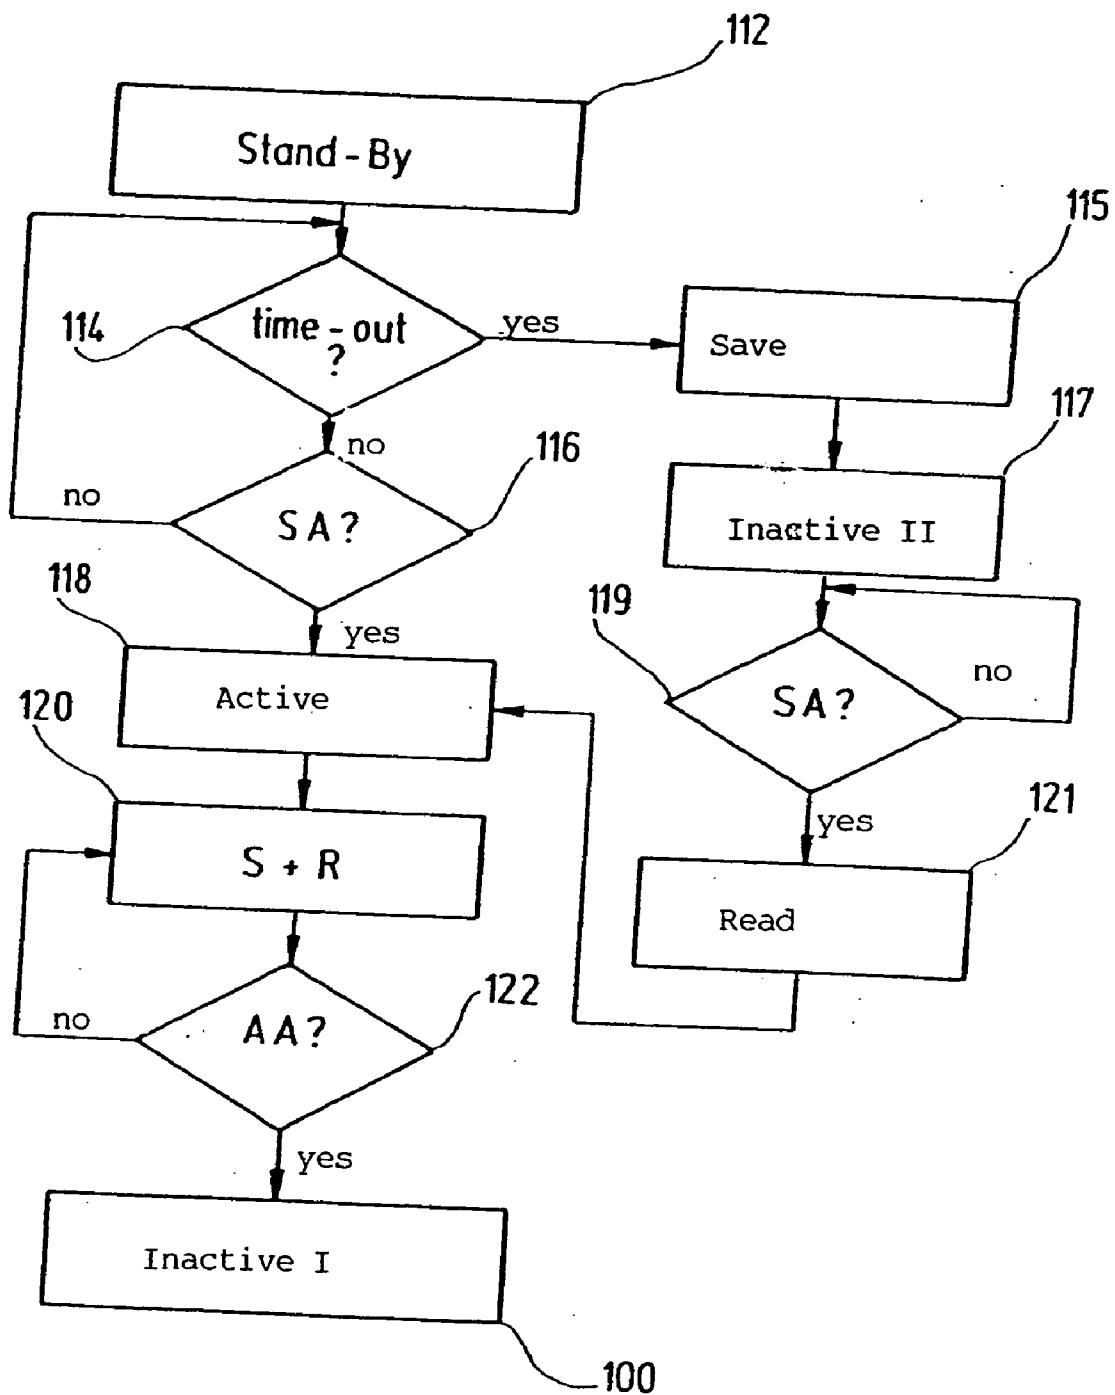 112
Stand-By
115
114
time-out
?
yes
Save
117
no
116
no
SA?
Inactive II
118
yes
119
Active
SA?
no
120
S + R
yes
121
Read
no
AA?
122
yes
Inactive I
100